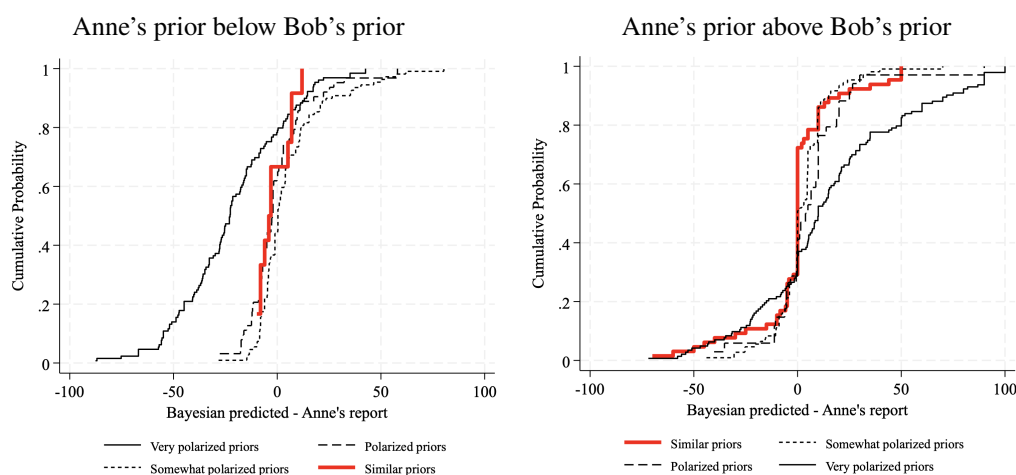 Anne's prior below Bob's prior
Cumulative Probability
1
.8
.6
.4
.2
0
-100 -50 0 50 100
Bayesian predicted - Anne's report
Very polarized priors Polarized priors
Somewhat polarized priors Similar priors
Anne's prior above Bob's prior
Cumulative Probability
1
.8
.6
.4
.2
0
-100 -50 0 50 100
Bayesian predicted - Anne's report
Similar priors Somewhat polarized priors
Polarized priors Very polarized priors